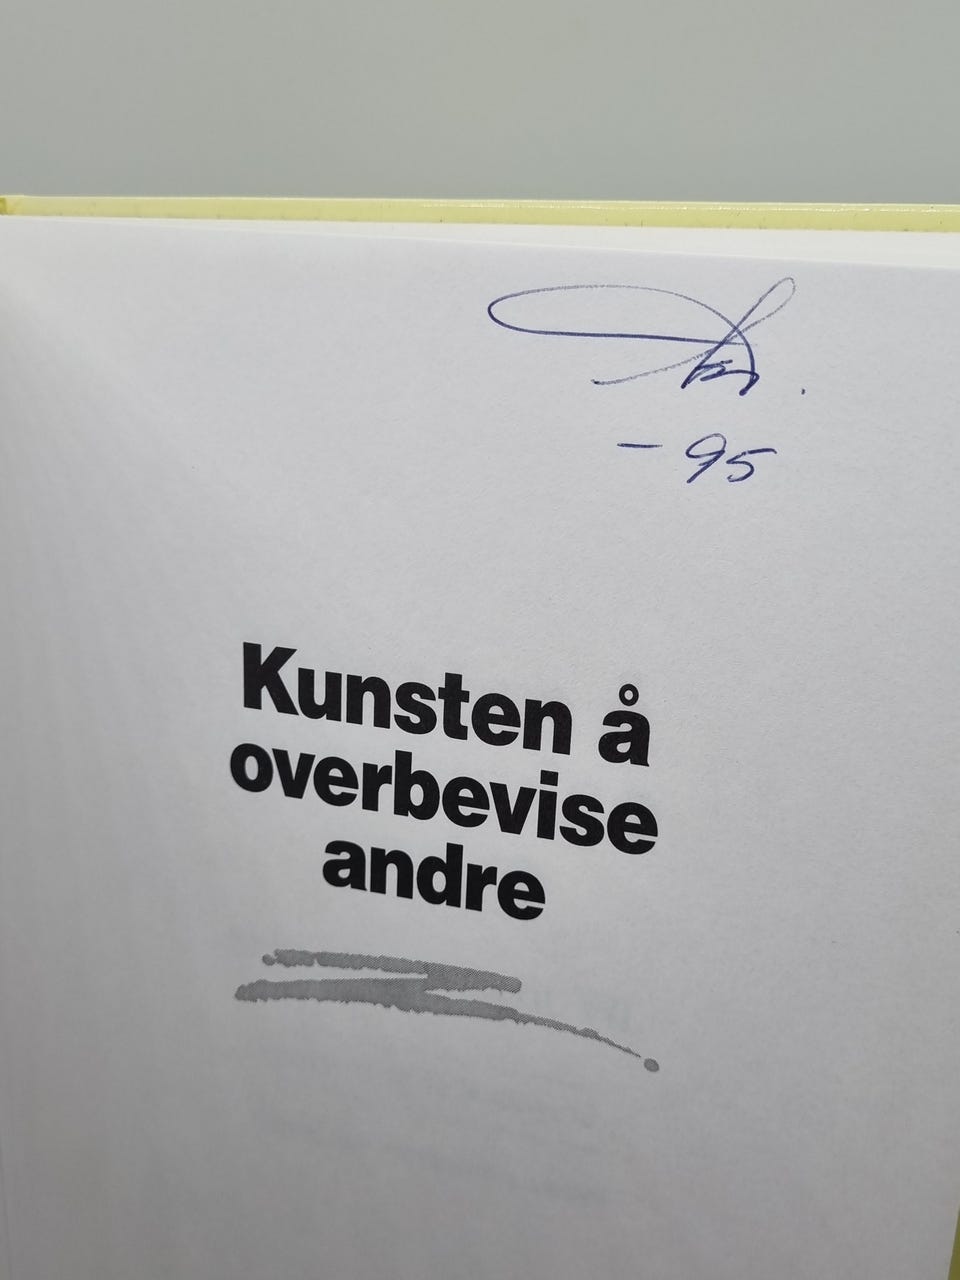 - 95
Kunsten å
overbevise
andre